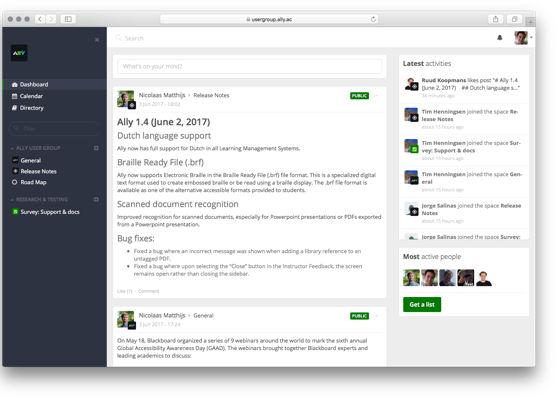 usergroup.ally.ac
ALLY
Dashboard
Calendar
Directory
Filter
ALLY USER GROUP
General
Release Notes
Road Map
RESEARCH & TESTING
Survey: Support & docs
Search
What's on your mind?
Nicolaas Matthijs › Release Notes
PUBLIC
3 Jun 2017 - 18:02
Ally 1.4 (June 2, 2017)
Dutch language support
Ally now has full support for Dutch in all Learning Management Systems.
Braille Ready File (.brf)
Ally now supports Electronic Braille in the Braille Ready File (.BRF) file format. This is a specialized digital
text format used to create embossed braille or be read using a braille display. The .brf file format is
available as one of the alternative accessible formats provided to students.
Scanned document recognition
Improved recognition for scanned documents, especially for Powerpoint presentations or PDFs exported
from a Powerpoint presentation.
Bug fixes:
Fixed a bug where an incorrect message was shown when adding a library reference to an
untagged PDF.
Fixed a bug where upon selecting the "Close" button in the Instructor Feedback, the screen
remains open rather than closing the sidebar.
Like (1) · Comment
Nicolaas Matthijs › General
PUBLIC
3 Jun 2017 - 17:24
On May 18, Blackboard organized a series of 9 webinars around the world to mark the sixth annual
Global Accessibility Awareness Day (GAAD). The webinars brought together Blackboard experts and
leading academics to discuss:
Latest activities
Ruud Koopmans likes post "# Ally 1.4
(June 2, 2017) ## Dutch language s..."
34 minutes ago
Tim Henningsen joined the space Re-
lease Notes
about 15 hours ago
Tim Henningsen joined the space Sur-
vey: Support & docs
about 15 hours ago
Tim Henningsen joined the space Gen-
eral
about 15 hours ago
Jorge Salinas joined the space Release
Notes
about 15 hours ago
Jorge Salinas joined the space Survey:
Most active people
Get a list